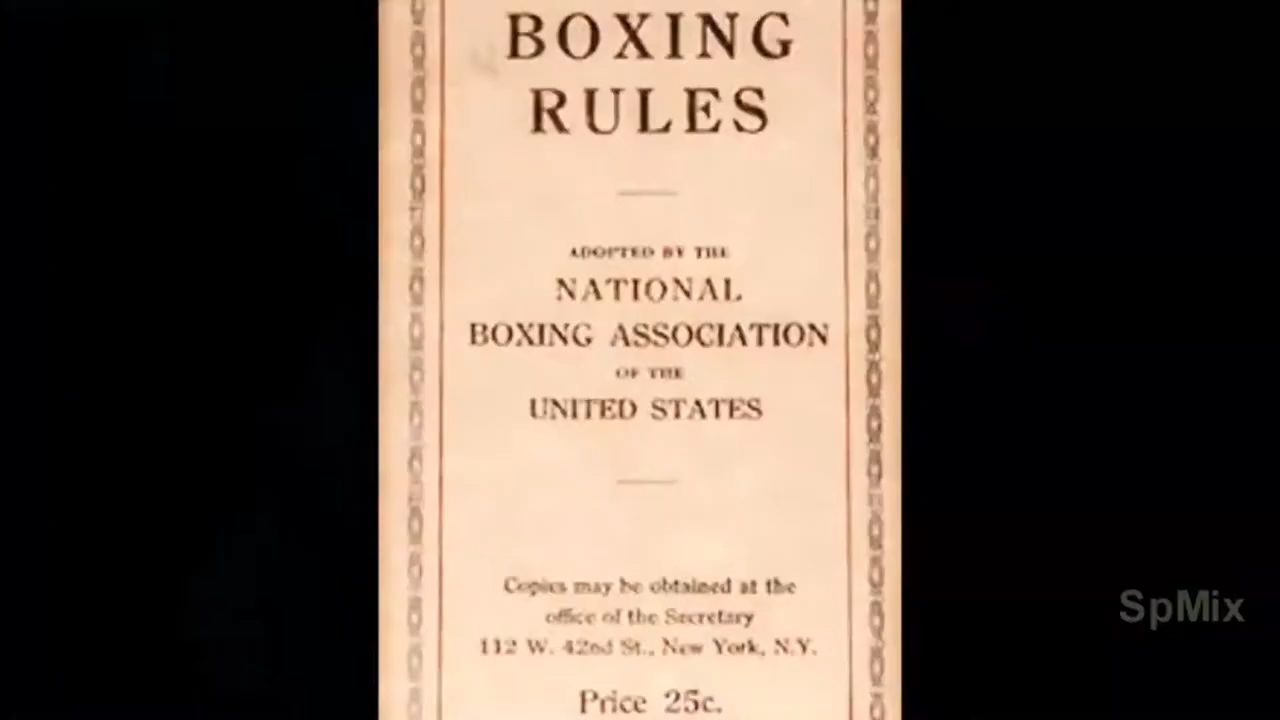 BOXING
RULES
ADOPTED BY THE
NATIONAL
BOXING ASSOCIATION
OF THE
UNITED STATES
Copies may be obtained at the
office of the Secretary
112 W. 42nd St., New York, N.Y.
Price 25c.
SpMix